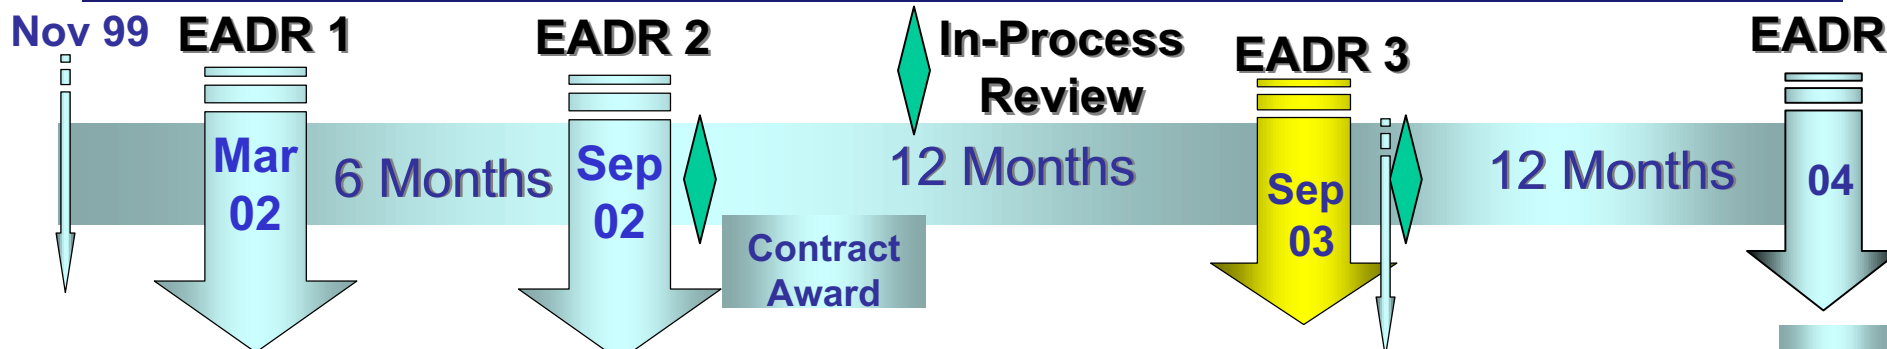 Nov 99
EADR 1
EADR 2
In-Process
Review
EADR 3
EADR
Mar
02
6 Months
Sep
02
12 Months
Sep
03
12 Months
04
Contract
Award